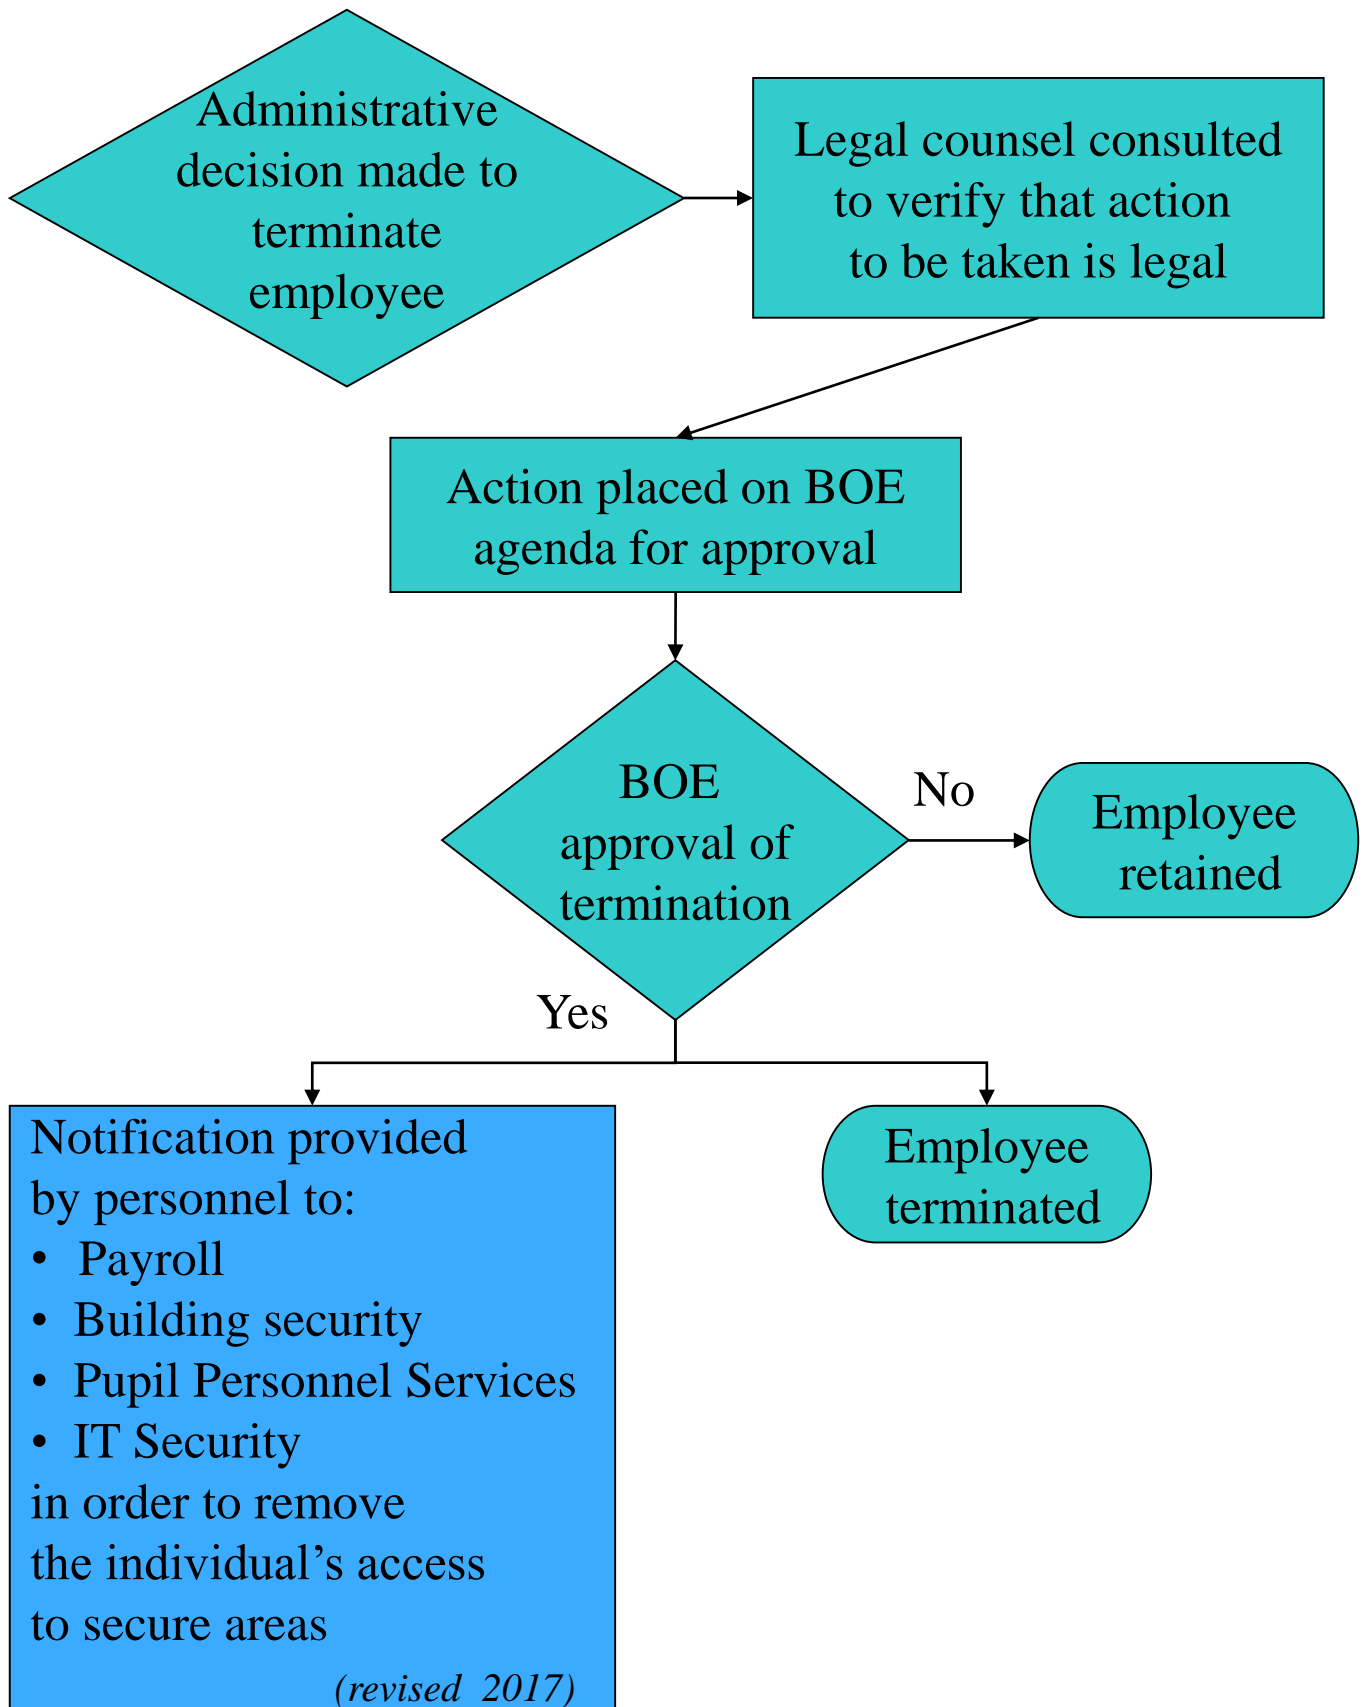 Administrative
decision made to
terminate
employee
Legal counsel consulted
to verify that action
to be taken is legal
Action placed on BOE
agenda for approval
BOE
approval of
termination
No
Employee
retained
Yes
Notification provided
by personnel to:
• Payroll
• Building security
• Pupil Personnel Services
• IT Security
in order to remove
the individual’s access
to secure areas
(revised 2017)
Employee
terminated